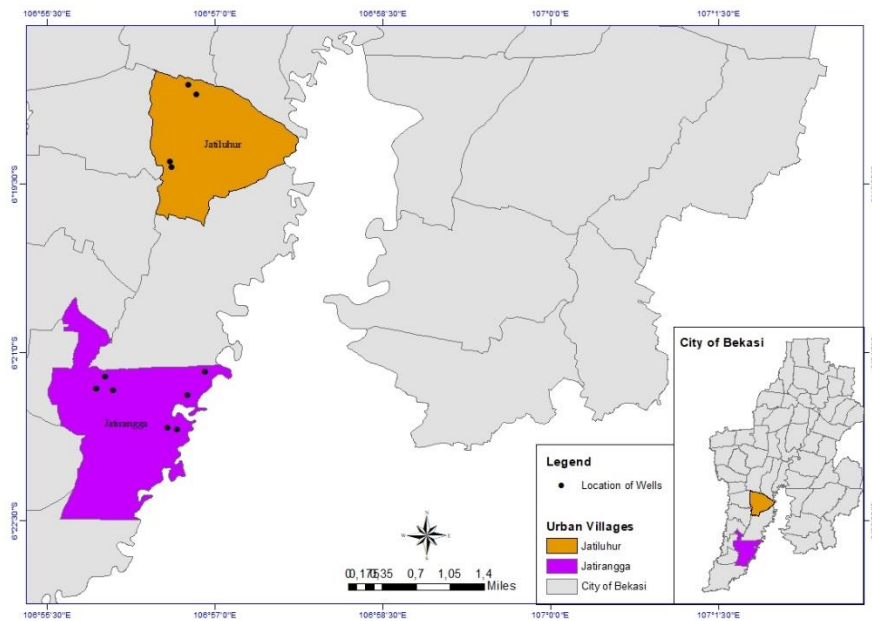 106°55'30"E 106°57'0"E 106°58'30"E 107°0'0"E 107°1'30"E
Jatiluhur
6°19'30"S
6°21'0"S
Jatirangga
6°22'30"S
City of Bekasi
Legend
Location of Wells
Urban Villages
Jatiluhur
Jatirangga
City of Bekasi
0 0,1750,35 0,7 1,05 1,4
Miles
106°55'30"E 106°57'0"E 106°58'30"E 107°0'0"E 107°1'30"E